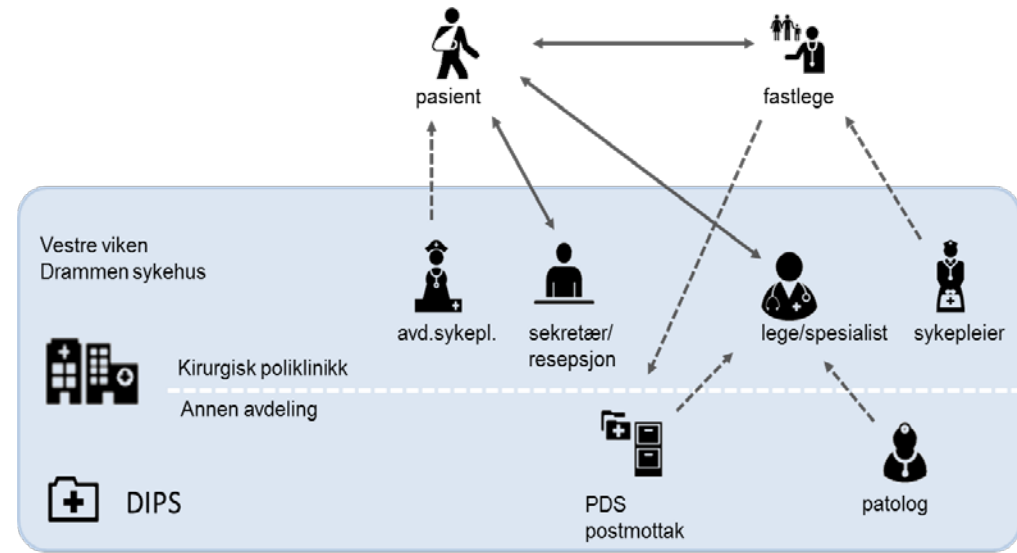 pasient
fastlege
Vestre viken
Drammen sykehus
avd.sykepl.
sekretær/
resepsjon
lege/spesialist
sykepleier
Kirurgisk poliklinikk
Annen avdeling
DIPS
PDS
postmottak
patolog